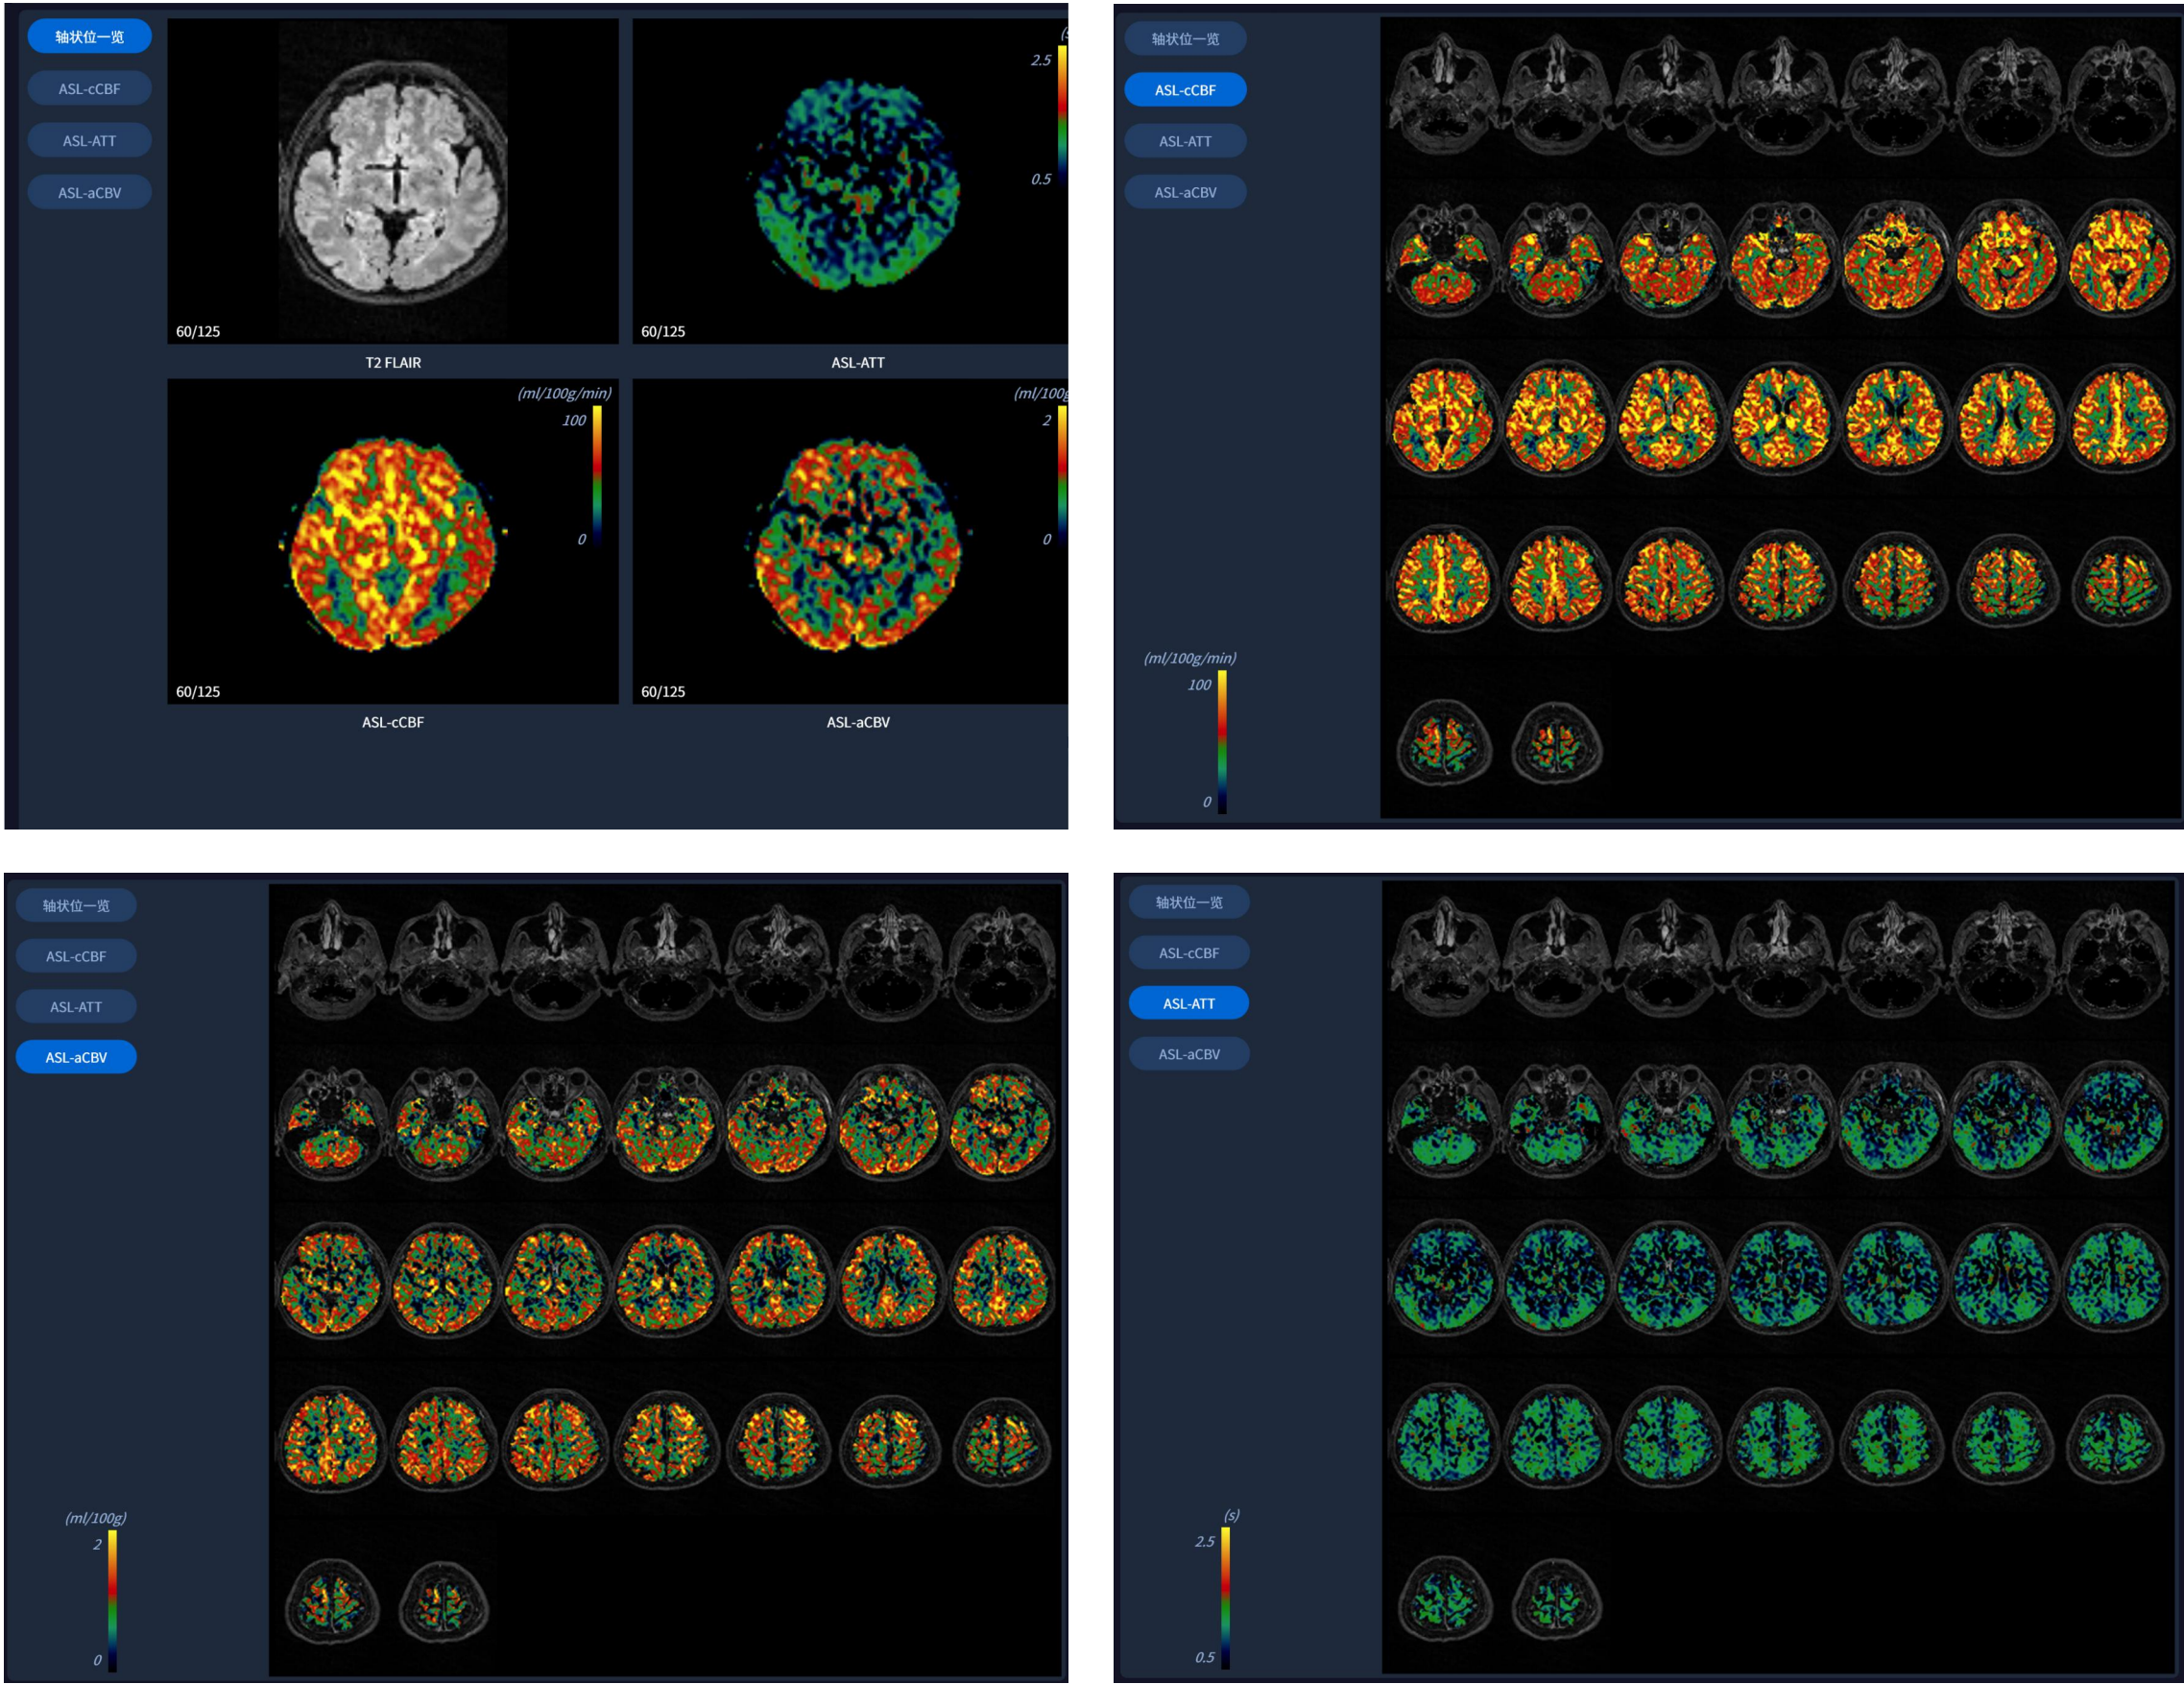 轴状位一览
ASL-cCBF
ASL-ATT
ASL-aCBV
60/125
T2 FLAIR
2.5
0.5
60/125
ASL-ATT
(ml/100g/min)
100
0
60/125
ASL-cCBF
(ml/100g
2
0
60/125
ASL-aCBV
轴状位一览
ASL-cCBF
ASL-ATT
ASL-aCBV
(ml/100g/min)
100
0
轴状位一览
ASL-cCBF
ASL-ATT
ASL-aCBV
(ml/100g)
2
0
轴状位一览
ASL-cCBF
ASL-ATT
ASL-aCBV
(s)
2.5
0.5